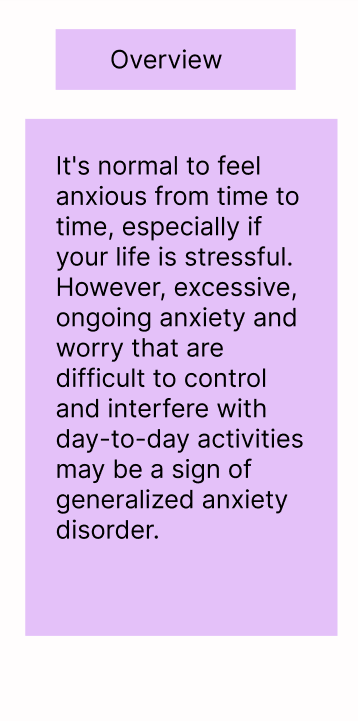 Overview
It's normal to feel
anxious from time to
time, especially if
your life is stressful.
However, excessive,
ongoing anxiety and
worry that are
difficult to control
and interfere with
day-to-day activities
may be a sign of
generalized anxiety
disorder.